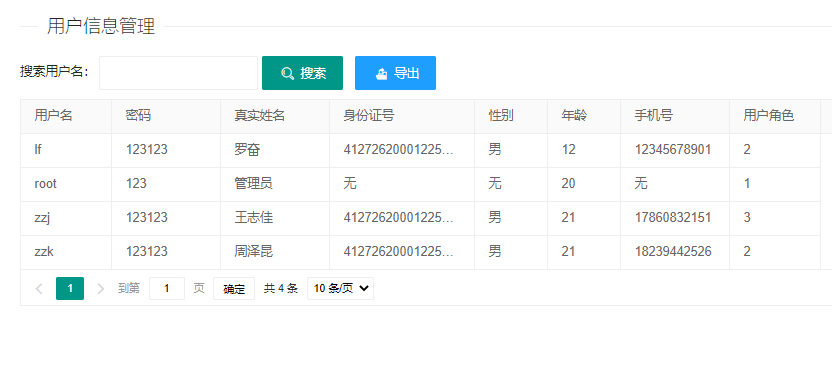 用户信息管理
搜索用户名： 搜索 导出
用户名 密码 真实姓名 身份证号 性别 年龄 手机号 用户角色
lf 123123 罗奋 41272620001225... 男 12 12345678901 2
root 123 管理员 无 无 20 无 1
zzj 123123 王志佳 41272620001225... 男 21 17860832151 3
zzk 123123 周泽昆 41272620001225... 男 21 18239442526 2
1 到第 1 页 确定 共 4 条 10 条/页